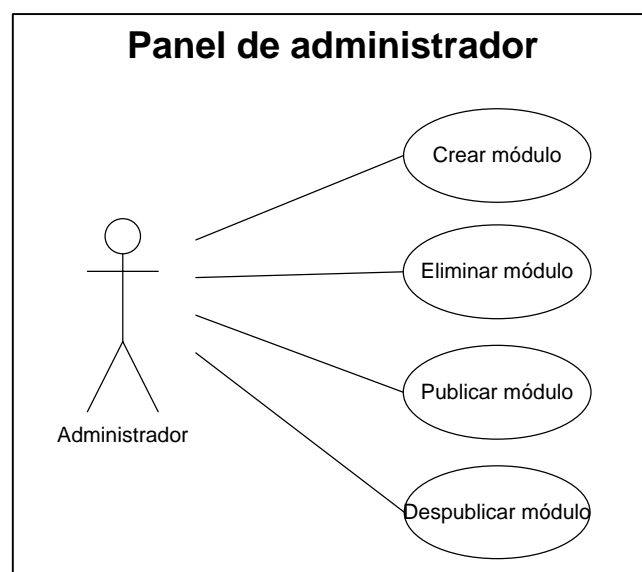 Panel de administrador
Crear módulo
Eliminar módulo
Publicar módulo
Administrador
Despublicar módulo